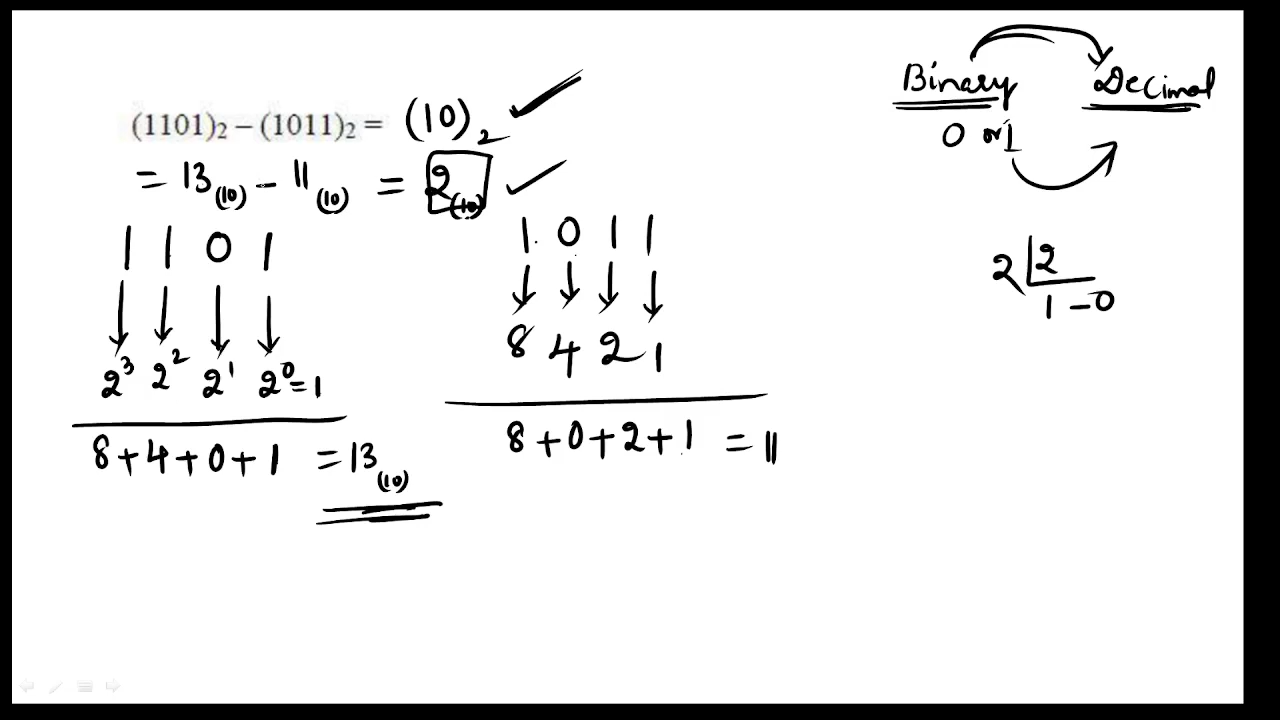 Binary Decimal
0 or 1
(1101)₂ – (1011)₂ = (10)₂ ✓
= 13₍₁₀₎ – 11₍₁₀₎ = 2₍₁₀₎ ✓
1 1 0 1
2³ 2² 2¹ 2⁰=1
8+4+0+1 =13₍₁₀₎
1. 0 1 1
8 4 2 1
8+0+2+1 = 11
2 2
1 – 0